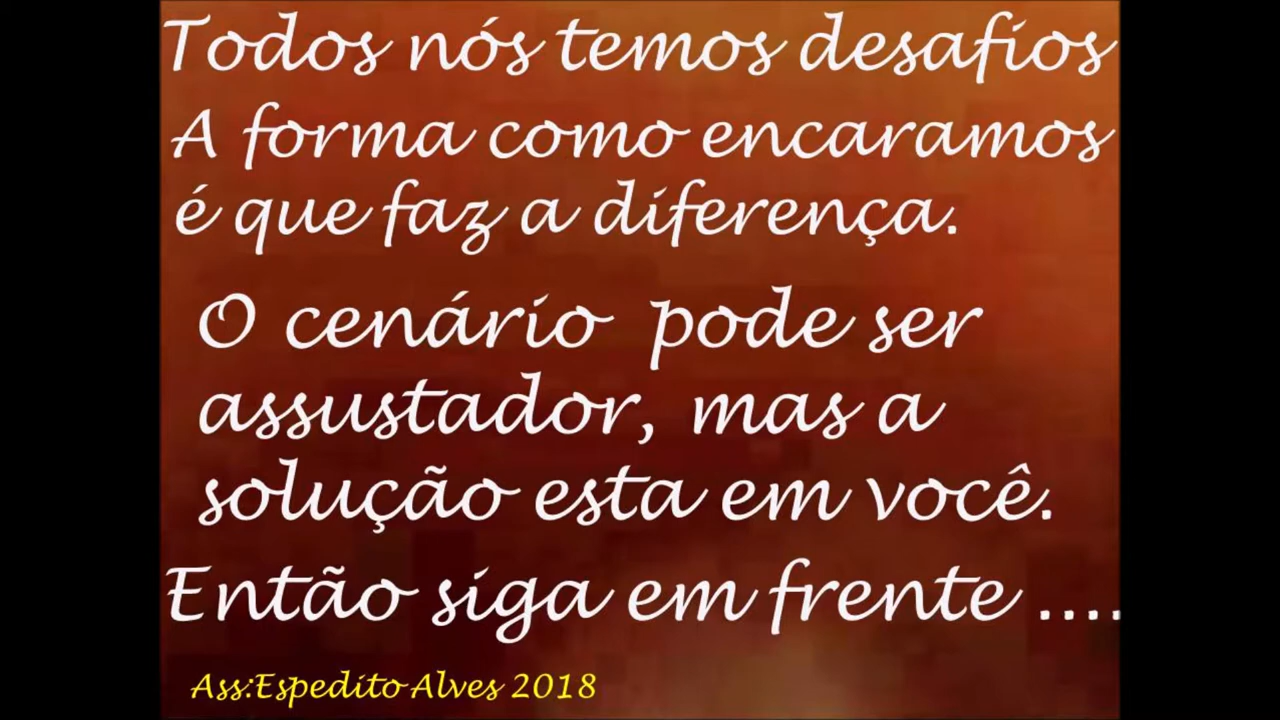 Todos nós temos desafios
A forma como encaramos
é que faz a diferença.
O cenário pode ser
assustador, mas a
solução esta em você.
Então siga em frente ....
Ass:Espedito Alves 2018